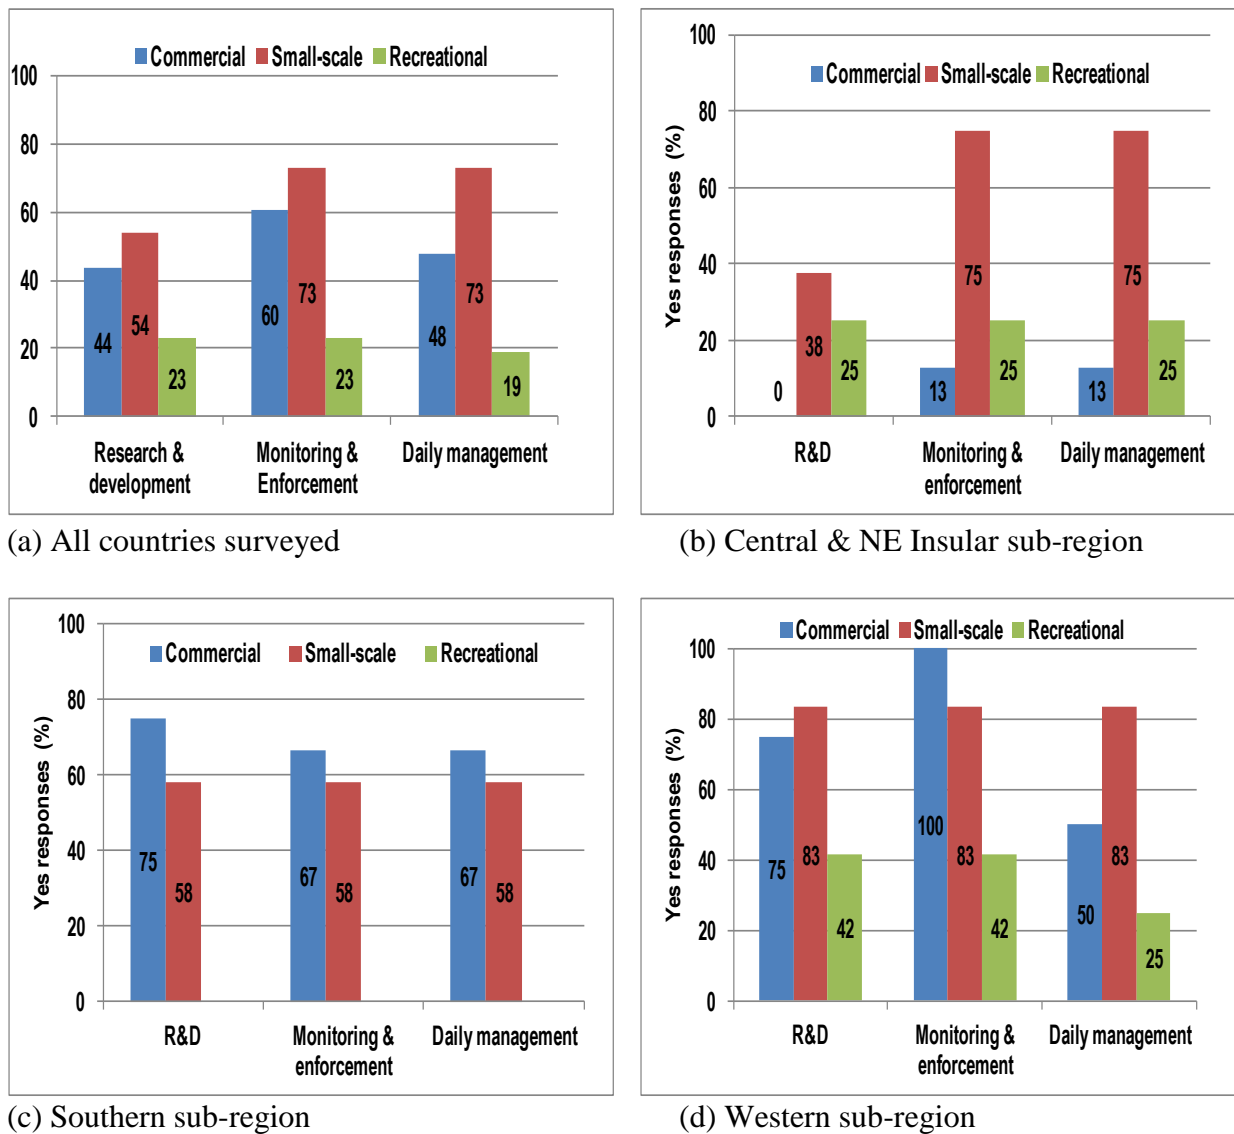 Commercial Small-scale Recreational
100
80
60
40
20
0
44 54 23
60 73 23
48 73 19
Research & development
Monitoring & Enforcement
Daily management
(a) All countries surveyed
Yes responses (%)
Commercial Small-scale Recreational
100
80
60
40
20
0
0 38 25
13 75 25
13 75 25
R&D
Monitoring & enforcement
Daily management
(b) Central & NE Insular sub-region
Yes responses (%)
Commercial Small-scale Recreational
100
80
60
40
20
0
75 58
67 58
67 58
R&D
Monitoring & enforcement
Daily management
(c) Southern sub-region
Yes responses (%)
Commercial Small-scale Recreational
100
80
60
40
20
0
75 83 42
100 83 42
50 83 25
R&D
Monitoring & enforcement
Daily management
(d) Western sub-region